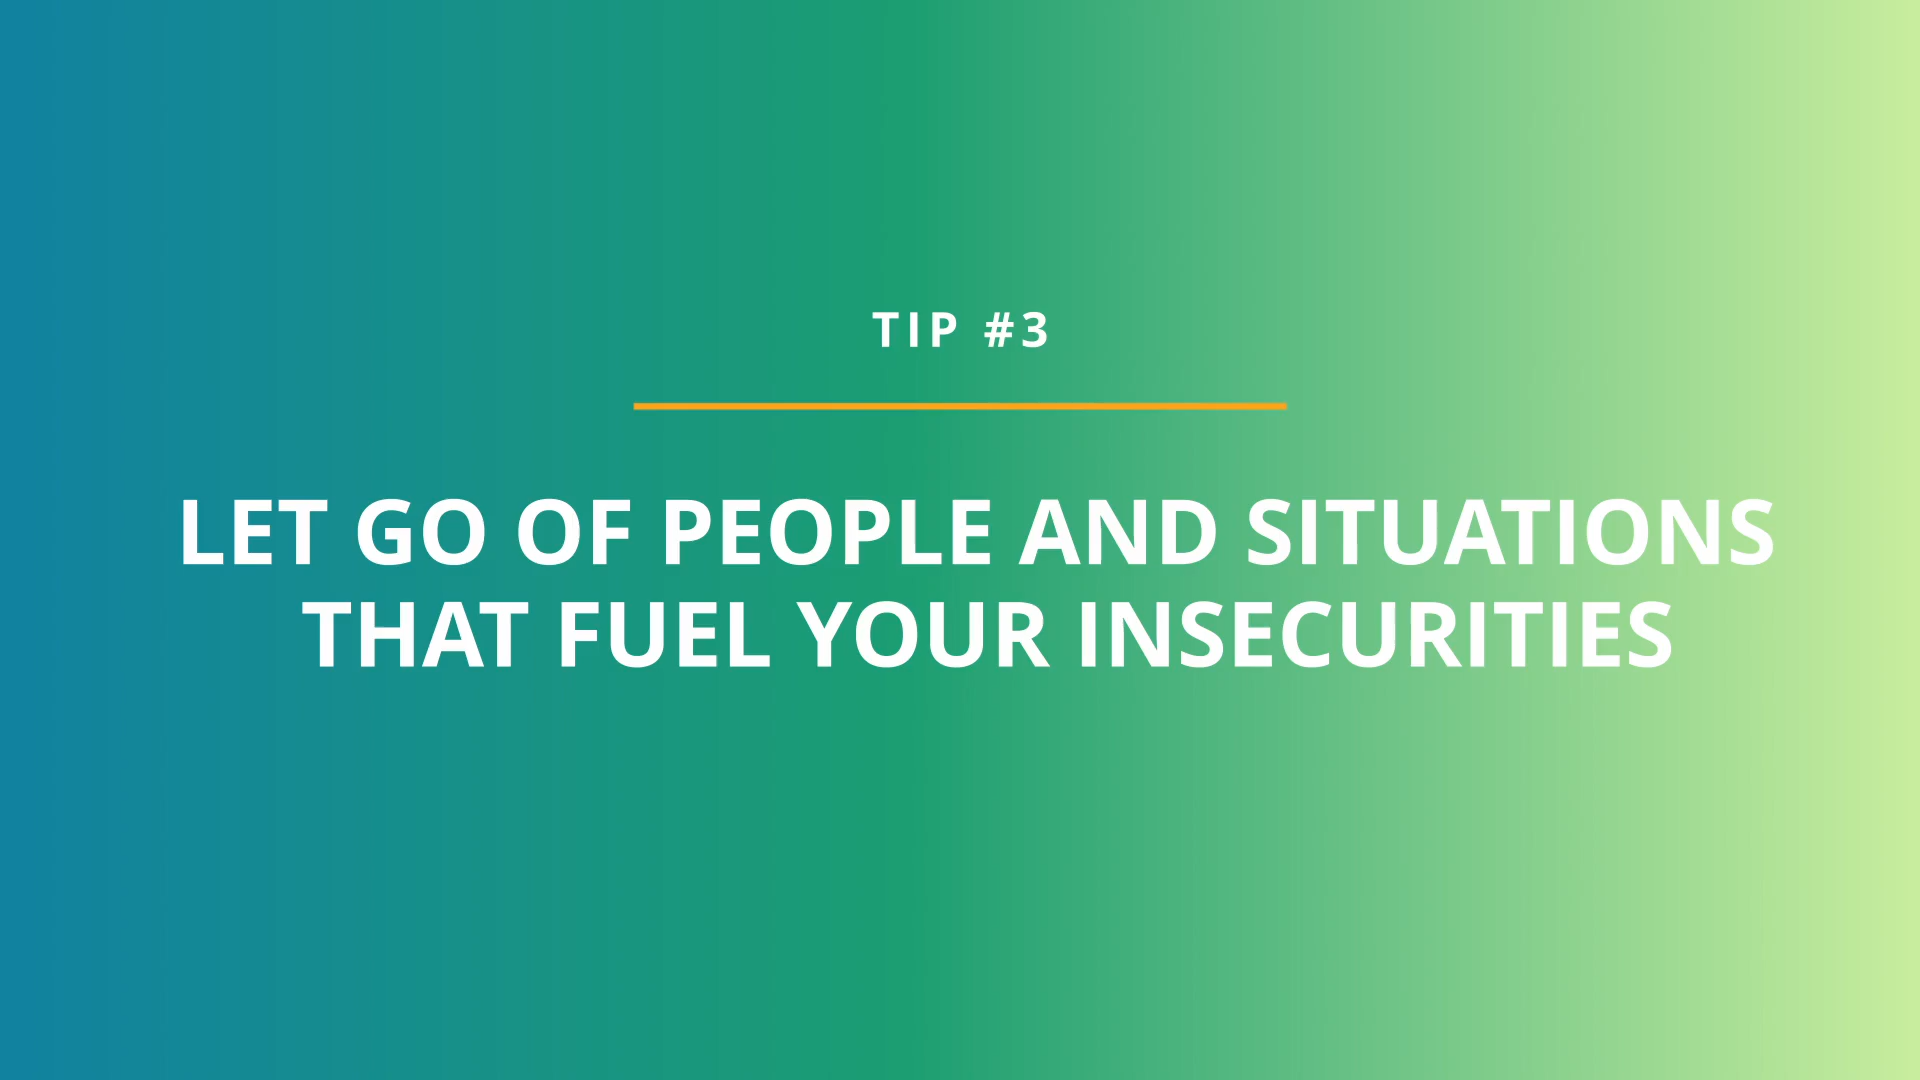 TIP #3
LET GO OF PEOPLE AND SITUATIONS
THAT FUEL YOUR INSECURITIES